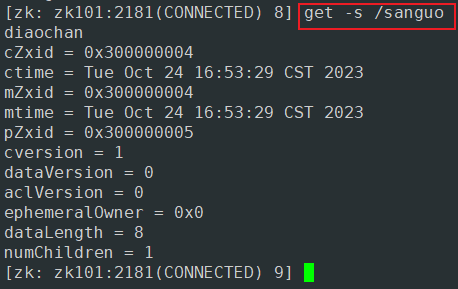 [zk: zk101:2181(CONNECTED) 8] get -s /sanguo
diaochan
cZxid = 0x300000004
ctime = Tue Oct 24 16:53:29 CST 2023
mZxid = 0x300000004
mtime = Tue Oct 24 16:53:29 CST 2023
pZxid = 0x300000005
cversion = 1
dataVersion = 0
aclVersion = 0
ephemeralOwner = 0x0
dataLength = 8
numChildren = 1
[zk: zk101:2181(CONNECTED) 9]